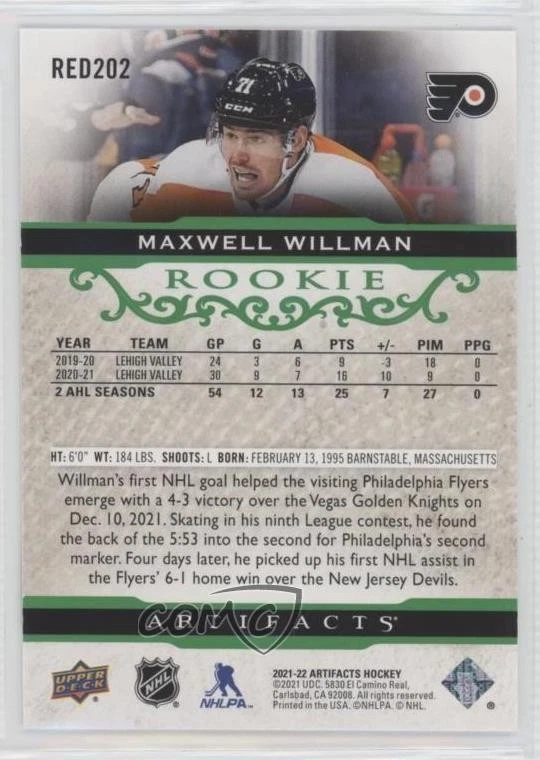 RED202
71
CCM
MAXWELL WILLMAN
ROOKIE
YEAR TEAM GP G A PTS +/- PIM PPG
2019-20 LEHIGH VALLEY 24 3 6 9 -3 18 0
2020-21 LEHIGH VALLEY 30 9 7 16 10 9 0
2 AHL SEASONS 54 12 13 25 7 27 0
HT: 6'0" WT: 184 LBS. SHOOTS: L BORN: FEBRUARY 13, 1995 BARNSTABLE, MASSACHUSETTS
Willman's first NHL goal helped the visiting Philadelphia Flyers
emerge with a 4-3 victory over the Vegas Golden Knights on
Dec. 10, 2021. Skating in his ninth League contest, he found
the back of the 5:53 into the second for Philadelphia's second
marker. Four days later, he picked up his first NHL assist in
the Flyers' 6-1 home win over the New Jersey Devils.
ARTIFACTS®
COMC
UPPER
DECK
NHL
NHLPA
2021-22 ARTIFACTS HOCKEY
©2021 UDC. 5830 El Camino Real,
Carlsbad, CA 92008. All rights reserved.
Printed in the USA. ©NHLPA. © NHL.
®